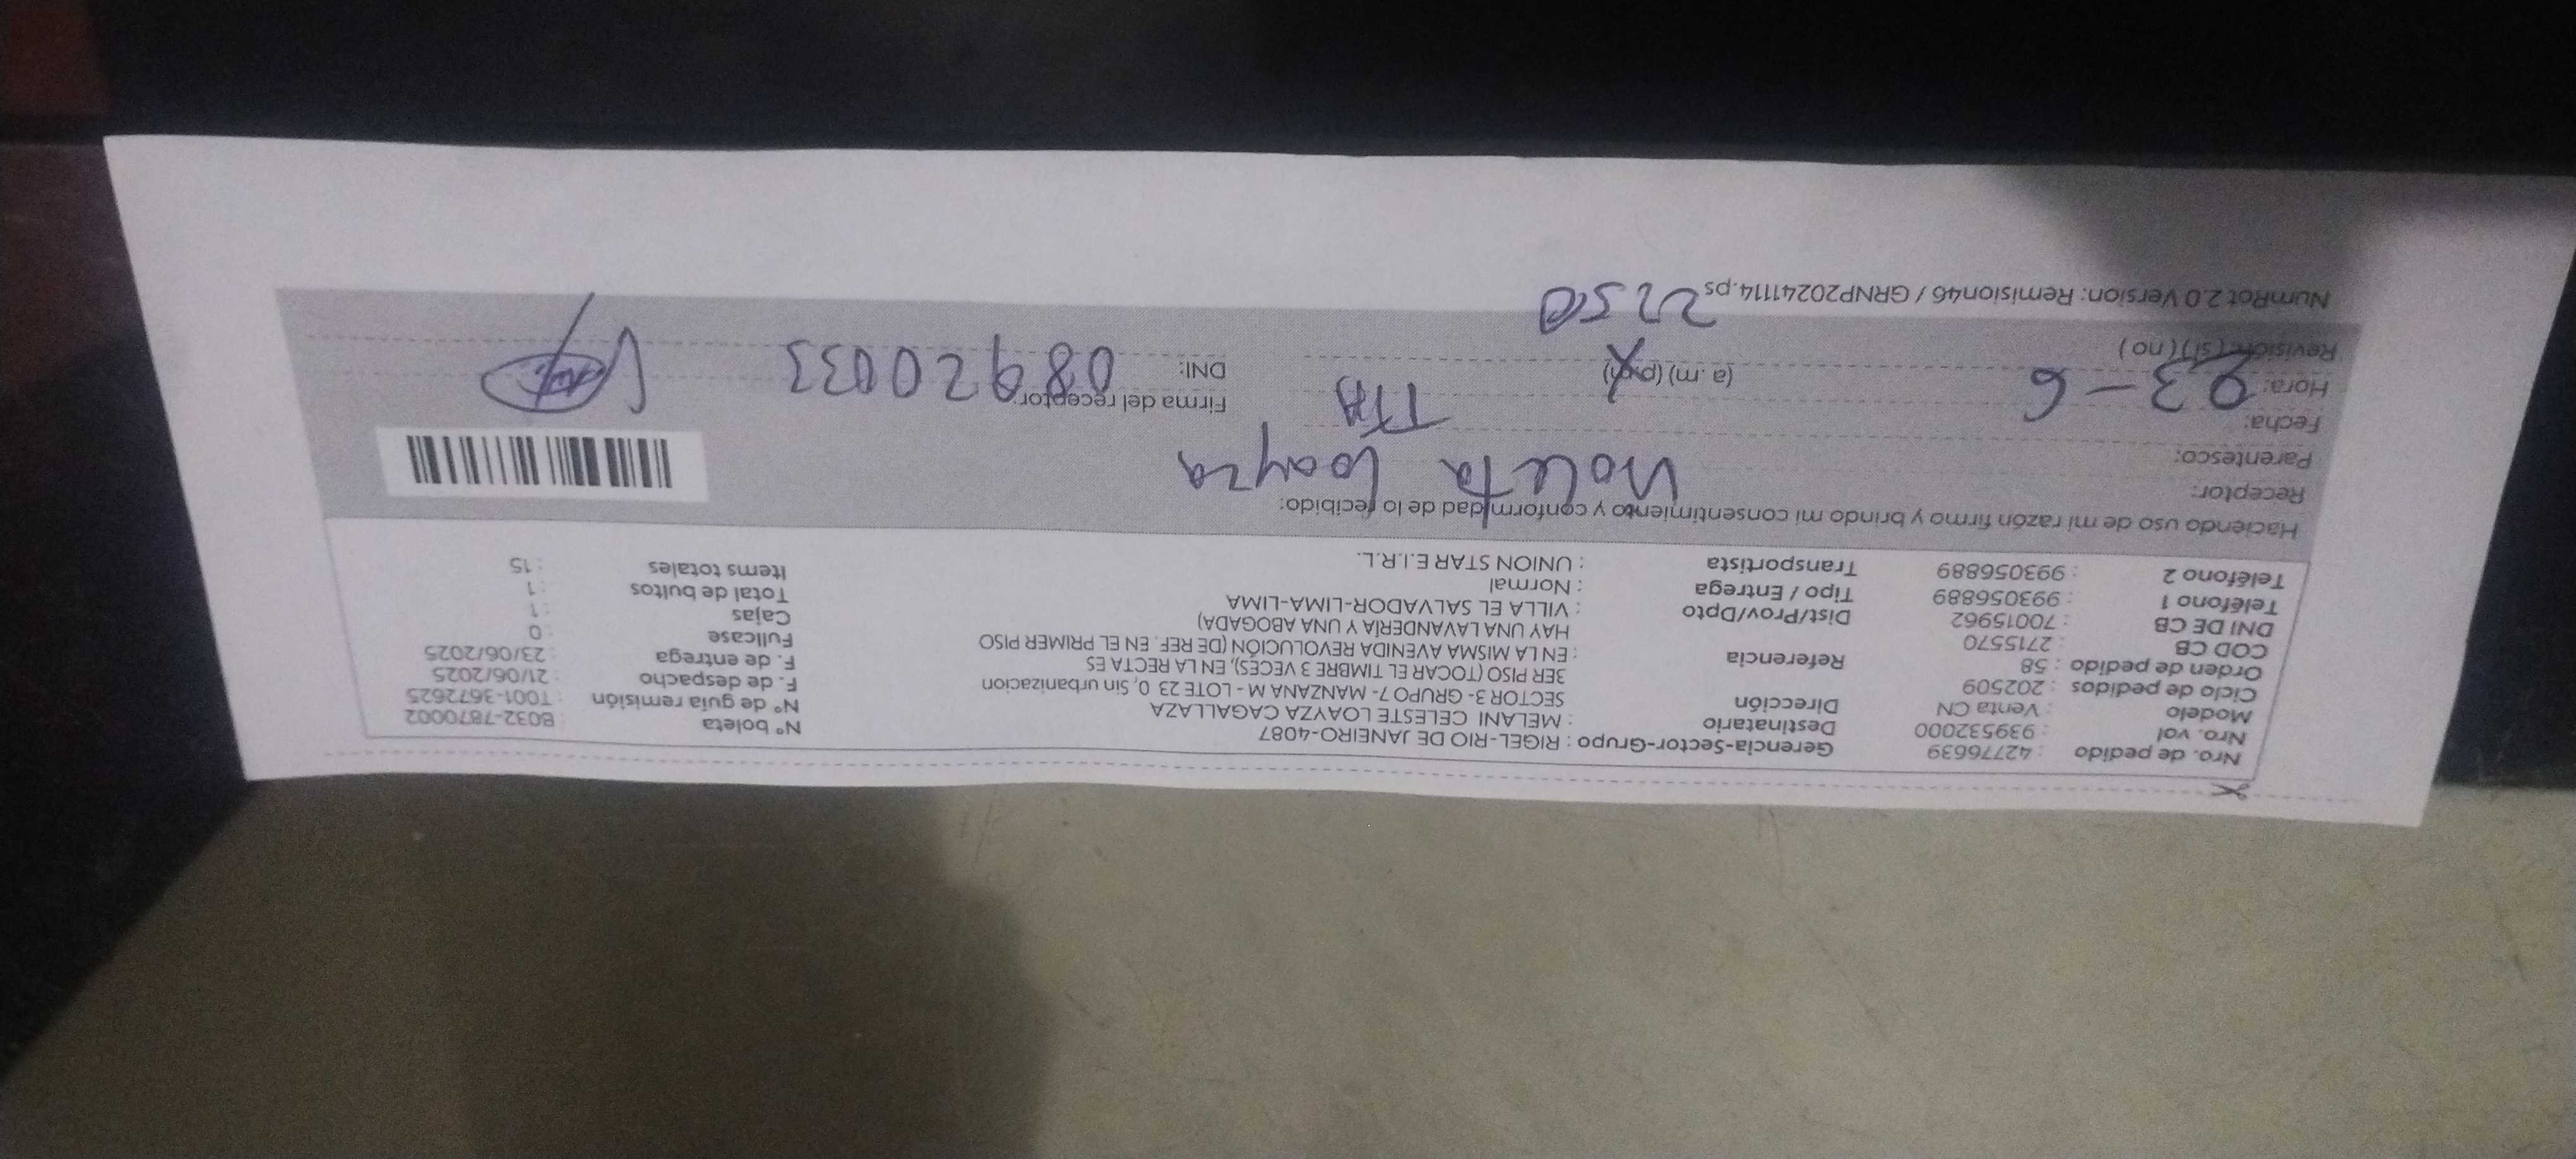 Nro. de pedido : 42776639 Gerencia-Sector-Grupo : RIGEL-RIO DE JANEIRO-4087 N° boleta : B032-7870002
Nro. val : 939532000 Destinatario : MELANI CELESTE LOAYZA CAGALLAZA N° de guía remisión : T001-3672625
Modelo : Venta CN Dirección SECTOR 3- GRUPO 7- MANZANA M - LOTE 23 0, Sin urbanizacion F. de despacho : 21/06/2025
Ciclo de pedidos : 202509 3ER PISO (TOCAR EL TIMBRE 3 VECES), EN LA RECTA ES F. de entrega : 23/06/2025
Orden de pedido : 58 Referencia : EN LA MISMA AVENIDA REVOLUCIÓN (DE REF. EN EL PRIMER PISO Fullcase : 0
COD CB : 2715570 HAY UNA LAVANDERÍA Y UNA ABOGADA) Cajas : 1
DNI DE CB : 70015962 Dist/Prov/Dpto : VILLA EL SALVADOR-LIMA-LIMA Total de bultos : 1
Teléfono 1 : 993056889 Tipo / Entrega : Normal Items totales : 15
Teléfono 2 : 993056889 Transportista : UNION STAR E.I.R.L.
Haciendo uso de mi razón firmo y brindo mi consentimiento y conformidad de lo recibido:
Receptor: Violeta Loayza
Parentesco: TTA
Fecha: 23-6 Firma del receptor:
Hora: (a.m) (p.m) DNI: 08920033
Revisión: (si) (no) 2250
NumRot 2.0 Version: Remision46 / GRNP20241114.ps